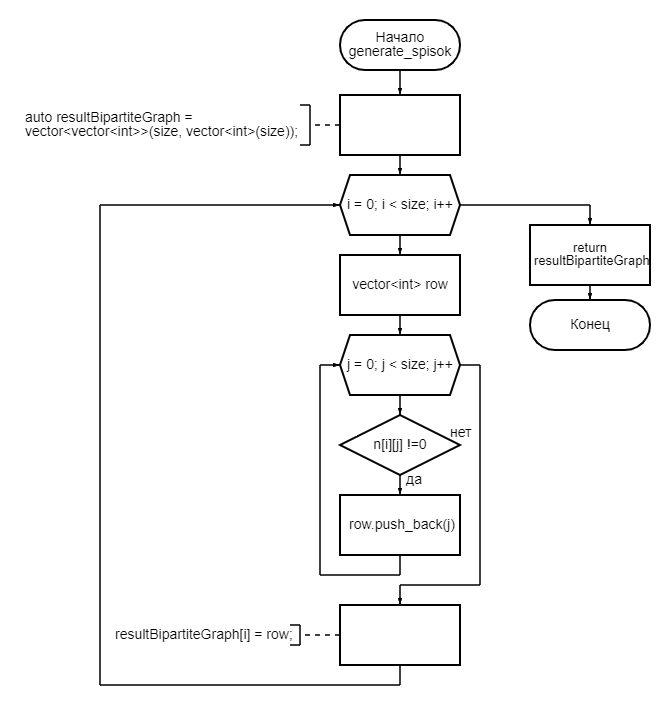 Начало
generate_spisok
auto resultBipartiteGraph =
vector<vector<int>>(size, vector<int>(size));
i = 0; i < size; i++
return
resultBipartiteGraph
vector<int> row
Конец
j = 0; j < size; j++
нет
n[i][j] !=0
да
row.push_back(j)
resultBipartiteGraph[i] = row;